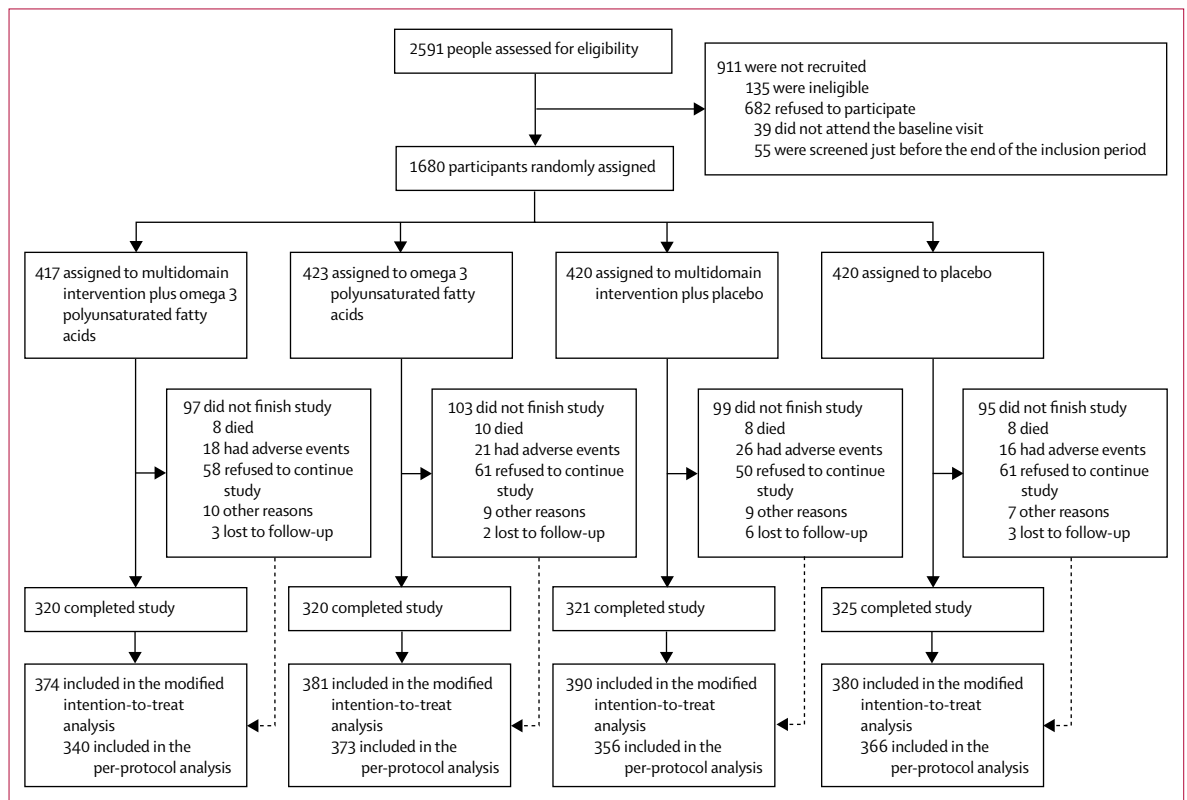 2591 people assessed for eligibility
911 were not recruited
135 were ineligible
682 refused to participate
39 did not attend the baseline visit
55 were screened just before the end of the inclusion period
1680 participants randomly assigned
417 assigned to multidomain
intervention plus omega 3
polyunsaturated fatty
acids
423 assigned to omega 3
polyunsaturated fatty
acids
420 assigned to multidomain
intervention plus placebo
420 assigned to placebo
97 did not finish study
8 died
18 had adverse events
58 refused to continue
study
10 other reasons
3 lost to follow-up
103 did not finish study
10 died
21 had adverse events
61 refused to continue
study
9 other reasons
2 lost to follow-up
99 did not finish study
8 died
26 had adverse events
50 refused to continue
study
9 other reasons
6 lost to follow-up
95 did not finish study
8 died
16 had adverse events
61 refused to continue
study
7 other reasons
3 lost to follow-up
320 completed study
320 completed study
321 completed study
325 completed study
374 included in the modified
intention-to-treat
analysis
340 included in the
per-protocol analysis
381 included in the modified
intention-to-treat
analysis
373 included in the
per-protocol analysis
390 included in the modified
intention-to-treat
analysis
356 included in the
per-protocol analysis
380 included in the modified
intention-to-treat
analysis
366 included in the
per-protocol analysis